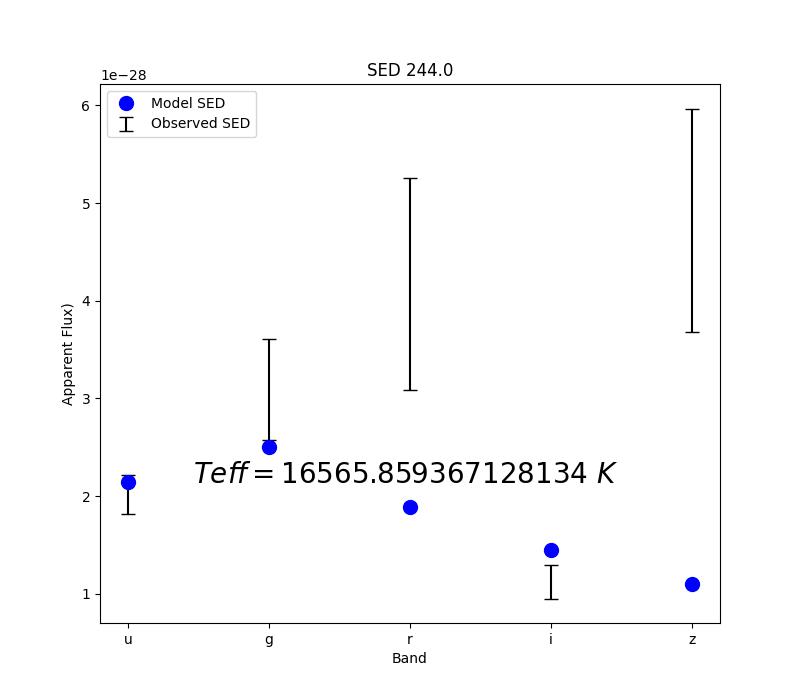 SED 244.0
1e−28
Model SED
Observed SED
6
5
4
3
2
1
Apparent Flux)
Teff = 16565.859367128134 K
u g r i z
Band